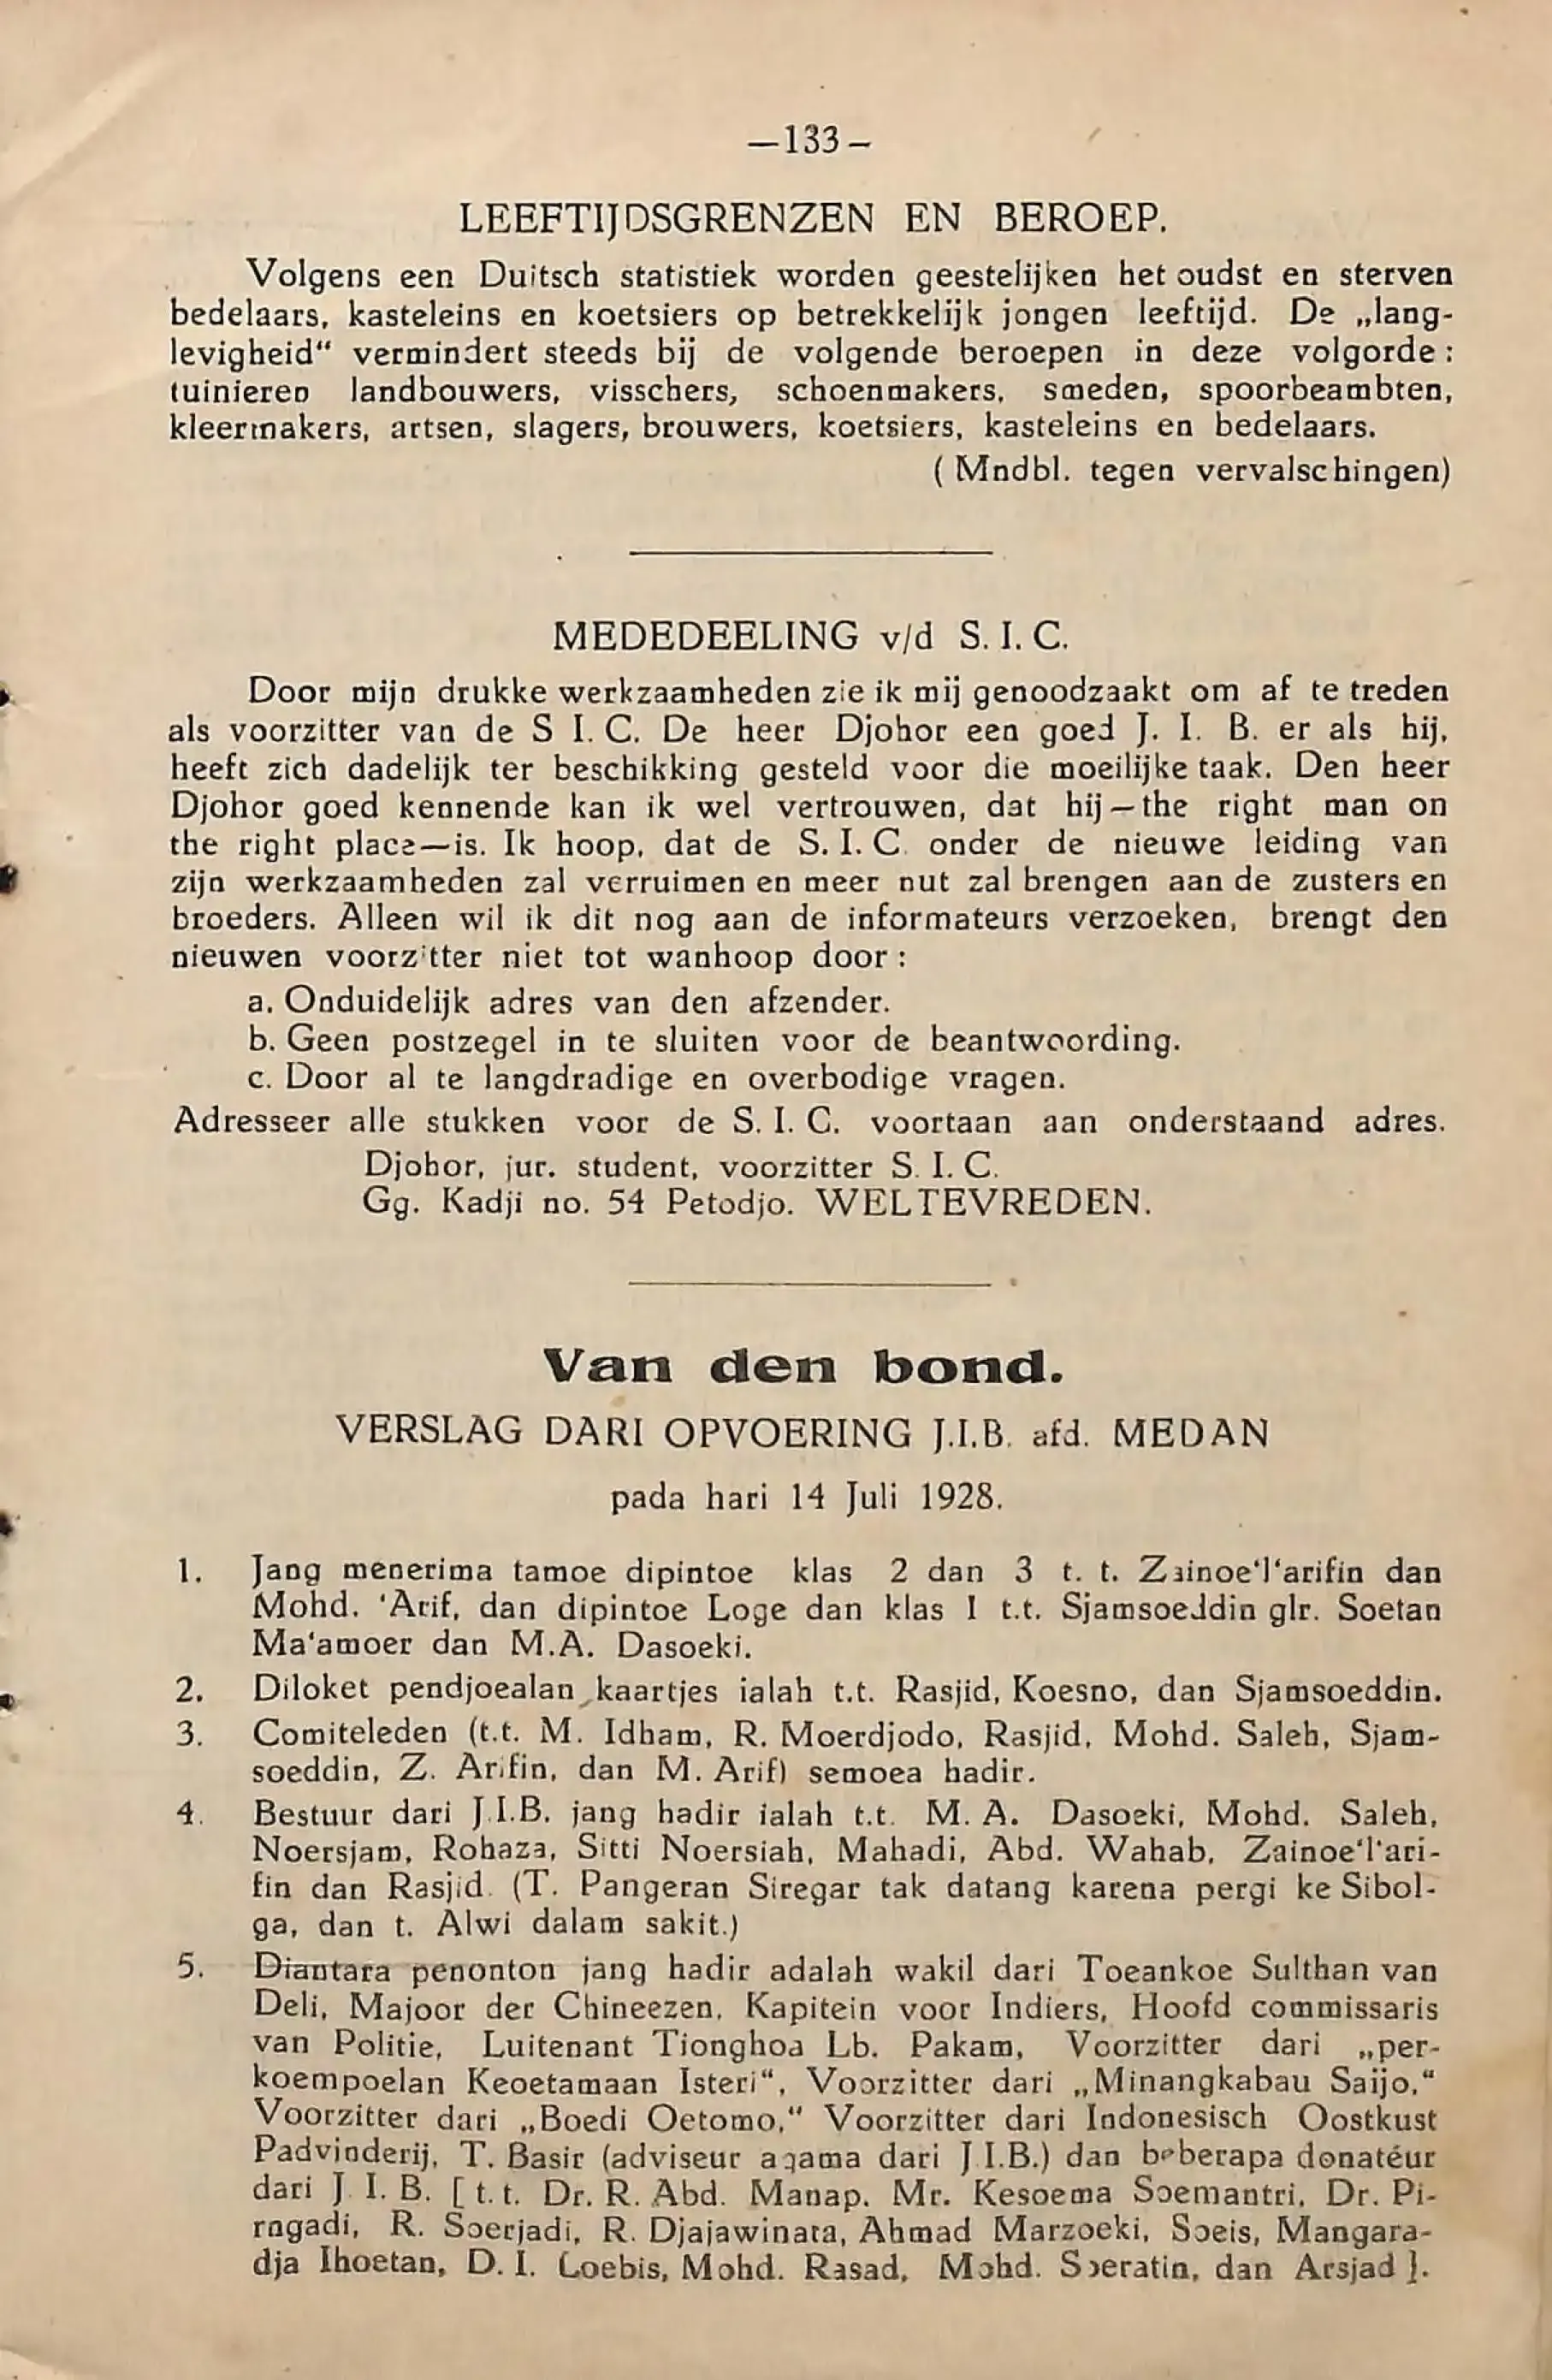 —133—
LEEFTIJDSGRENZEN EN BEROEP.
Volgens een Duitsch statistiek worden geestelijken het oudst en sterven
bedelaars, kasteleins en koetsiers op betrekkelijk jongen leeftijd. De „lang-
levigheid“ vermindert steeds bij de volgende beroepen in deze volgorde :
tuinieren landbouwers, visschers, schoenmakers, smeden, spoorbeambten,
kleermakers, artsen, slagers, brouwers, koetsiers, kasteleins en bedelaars.
( Mndbl. tegen vervalschingen)
MEDEDEELING v/d S. I. C.
Door mijn drukke werkzaamheden zie ik mij genoodzaakt om af te treden
als voorzitter van de S I. C. De heer Djohor een goed J. I. B. er als hij,
heeft zich dadelijk ter beschikking gesteld voor die moeilijke taak. Den heer
Djohor goed kennende kan ik wel vertrouwen, dat hij — the right man on
the right place—is. Ik hoop, dat de S. I. C. onder de nieuwe leiding van
zijn werkzaamheden zal verruimen en meer nut zal brengen aan de zusters en
broeders. Alleen wil ik dit nog aan de informateurs verzoeken, brengt den
nieuwen voorzitter niet tot wanhoop door :
a. Onduidelijk adres van den afzender.
b. Geen postzegel in te sluiten voor de beantwoording.
c. Door al te langdradige en overbodige vragen.
Adresseer alle stukken voor de S. I. C. voortaan aan onderstaand adres.
Djohor, jur. student, voorzitter S. I. C.
Gg. Kadji no. 54 Petodjo. WELTEVREDEN.
Van den bond.
VERSLAG DARI OPVOERING J.I.B. afd. MEDAN
pada hari 14 Juli 1928.
1. Jang menerima tamoe dipintoe klas 2 dan 3 t. t. Zainoe‘l‘arifin dan
Mohd. ‘Arif, dan dipintoe Loge dan klas I t.t. Sjamsoeddin glr. Soetan
Ma‘amoer dan M.A. Dasoeki.
2. Diloket pendjoealan kaartjes ialah t.t. Rasjid, Koesno, dan Sjamsoeddin.
3. Comiteleden (t.t. M. Idham, R. Moerdjodo, Rasjid, Mohd. Saleh, Sjam-
soeddin, Z. Arifin, dan M. Arif) semoea hadir.
4. Bestuur dari J.I.B. jang hadir ialah t.t. M. A. Dasoeki, Mohd. Saleh,
Noersjam, Rohaza, Sitti Noersiah, Mahadi, Abd. Wahab, Zainoe‘l‘ari-
fin dan Rasjid. (T. Pangeran Siregar tak datang karena pergi ke Sibol-
ga, dan t. Alwi dalam sakit.)
5. Diantara penonton jang hadir adalah wakil dari Toeankoe Sulthan van
Deli, Majoor der Chineezen, Kapitein voor Indiers, Hoofd commissaris
van Politie, Luitenant Tionghoa Lb. Pakam, Voorzitter dari „per-
koempoelan Keoetamaan Isteri“, Voorzitter dari „Minangkabau Saijo,“
Voorzitter dari „Boedi Oetomo,“ Voorzitter dari Indonesisch Oostkust
Padvinderij, T. Basir (adviseur agama dari J.I.B.) dan beberapa donatéur
dari J. I. B. [ t. t. Dr. R. Abd. Manap. Mr. Kesoema Soemantri, Dr. Pi-
rngadi, R. Soerjadi, R. Djajawinata, Ahmad Marzoeki, Soeis, Mangara-
dja Ihoetan, D. I. Loebis, Mohd. Rasad, Mohd. Soeratin, dan Arsjad ].